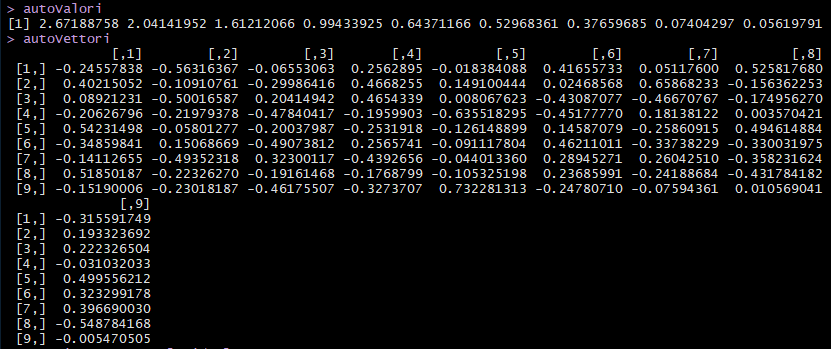 > autoValori
[1] 2.67188758 2.04141952 1.61212066 0.99433925 0.64371166 0.52968361 0.37659685 0.07404297 0.05619791
> autoVettori
[,1] [,2] [,3] [,4] [,5] [,6] [,7] [,8]
[1,] -0.24557838 -0.56316367 -0.06553063 0.2562895 -0.018384088 0.41655733 0.05117600 0.525817680
[2,] 0.40215052 -0.10910761 -0.29986416 0.4668255 0.149100444 0.02468568 0.65868233 -0.156362253
[3,] 0.08921231 -0.50016587 0.20414942 0.4654339 0.008067623 -0.43087077 -0.46670767 -0.174956270
[4,] -0.20626796 -0.21979378 -0.47840417 -0.1959903 -0.635518295 -0.45177770 0.18138122 0.003570421
[5,] 0.54231498 -0.05801277 -0.20037987 -0.2531918 -0.126148899 0.14587079 -0.25860915 0.494614884
[6,] -0.34859841 0.15068669 -0.49073812 0.2565741 -0.091117804 0.46211011 -0.33738229 -0.330031975
[7,] -0.14112655 -0.49352318 0.32300117 -0.4392656 -0.044013360 0.28945271 0.26042510 -0.358231624
[8,] 0.51850187 -0.22326270 -0.19161468 -0.1768799 -0.105325198 0.23685991 -0.24188684 -0.431784182
[9,] -0.15190006 -0.23018187 -0.46175507 -0.3273707 0.732281313 -0.24780710 -0.07594361 0.010569041
[,9]
[1,] -0.315591749
[2,] 0.193323692
[3,] 0.222326504
[4,] -0.031032033
[5,] 0.499556212
[6,] 0.323299178
[7,] 0.396690030
[8,] -0.548784168
[9,] -0.005470505